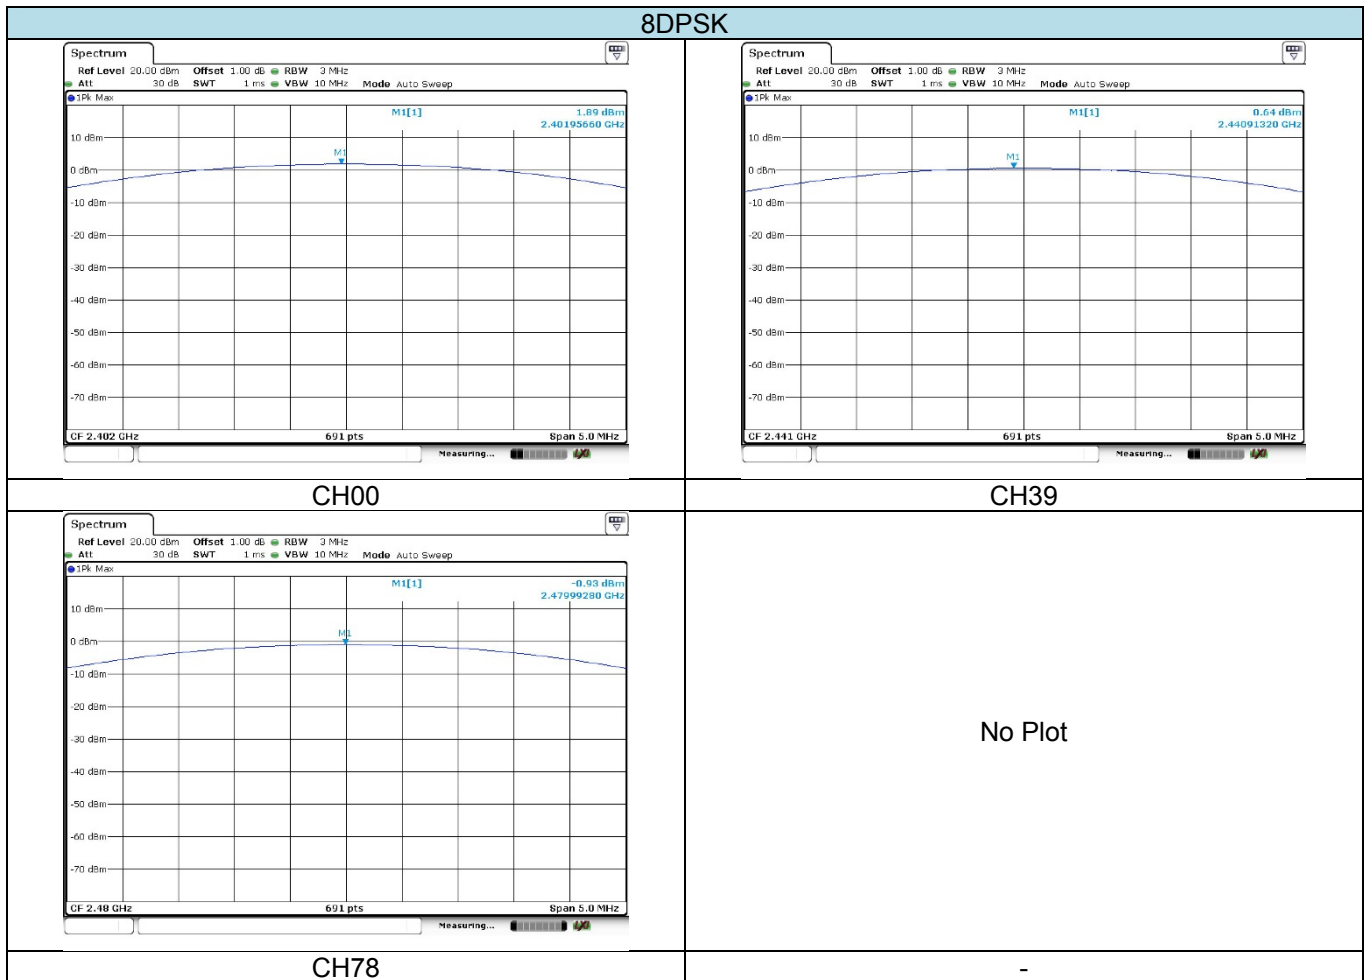 8DPSK
Spectrum
Ref Level 20.00 dBm Offset 1.00 dB RBW 3 MHz
Att 30 dB SWT 1 ms VBW 10 MHz Mode Auto Sweep
1Pk Max
M1[1] 1.89 dBm
2.40195660 GHz
10 dBm
M1
0 dBm
-10 dBm
-20 dBm
-30 dBm
-40 dBm
-50 dBm
-60 dBm
-70 dBm
CF 2.402 GHz 691 pts Span 5.0 MHz
Measuring...
Spectrum
Ref Level 20.00 dBm Offset 1.00 dB RBW 3 MHz
Att 30 dB SWT 1 ms VBW 10 MHz Mode Auto Sweep
1Pk Max
M1[1] 0.64 dBm
2.44091320 GHz
10 dBm
M1
0 dBm
-10 dBm
-20 dBm
-30 dBm
-40 dBm
-50 dBm
-60 dBm
-70 dBm
CF 2.441 GHz 691 pts Span 5.0 MHz
Measuring...
CH00
CH39
Spectrum
Ref Level 20.00 dBm Offset 1.00 dB RBW 3 MHz
Att 30 dB SWT 1 ms VBW 10 MHz Mode Auto Sweep
1Pk Max
M1[1] -0.93 dBm
2.47999280 GHz
10 dBm
M1
0 dBm
-10 dBm
-20 dBm
-30 dBm
-40 dBm
-50 dBm
-60 dBm
-70 dBm
CF 2.48 GHz 691 pts Span 5.0 MHz
Measuring...
No Plot
CH78
-